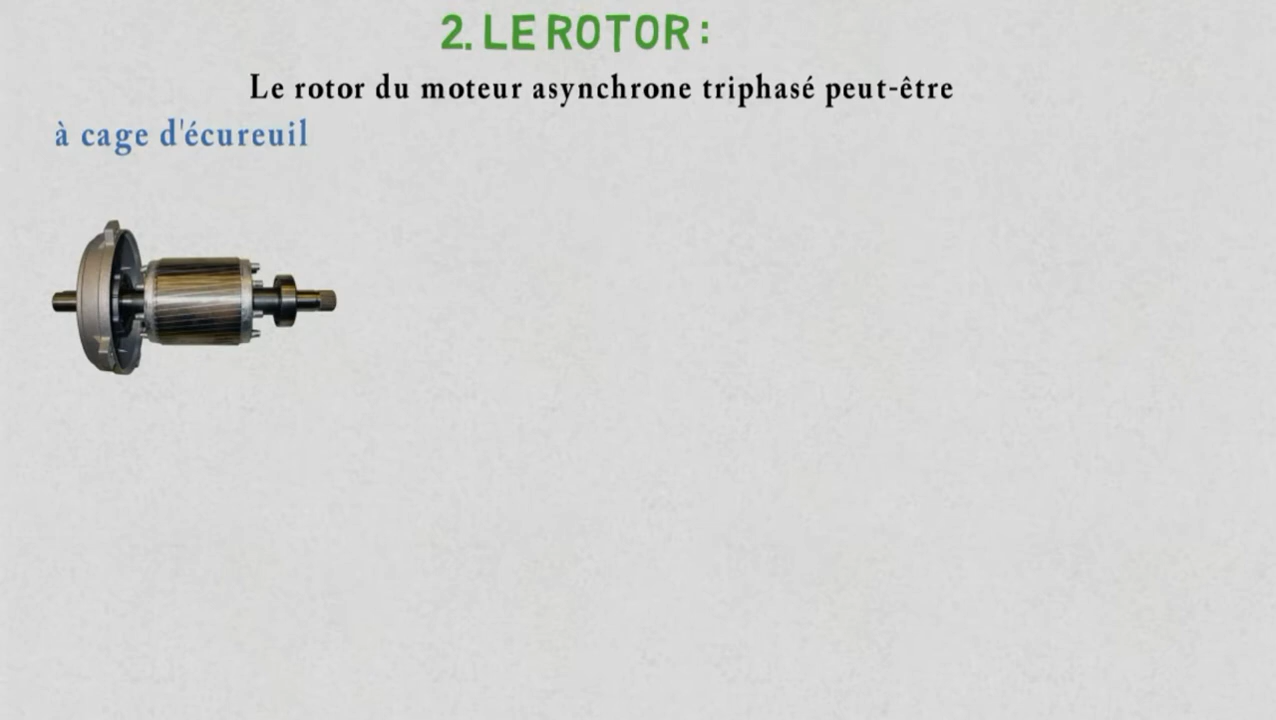 2. LE ROTOR :
Le rotor du moteur asynchrone triphasé peut-être
à cage d'écureuil